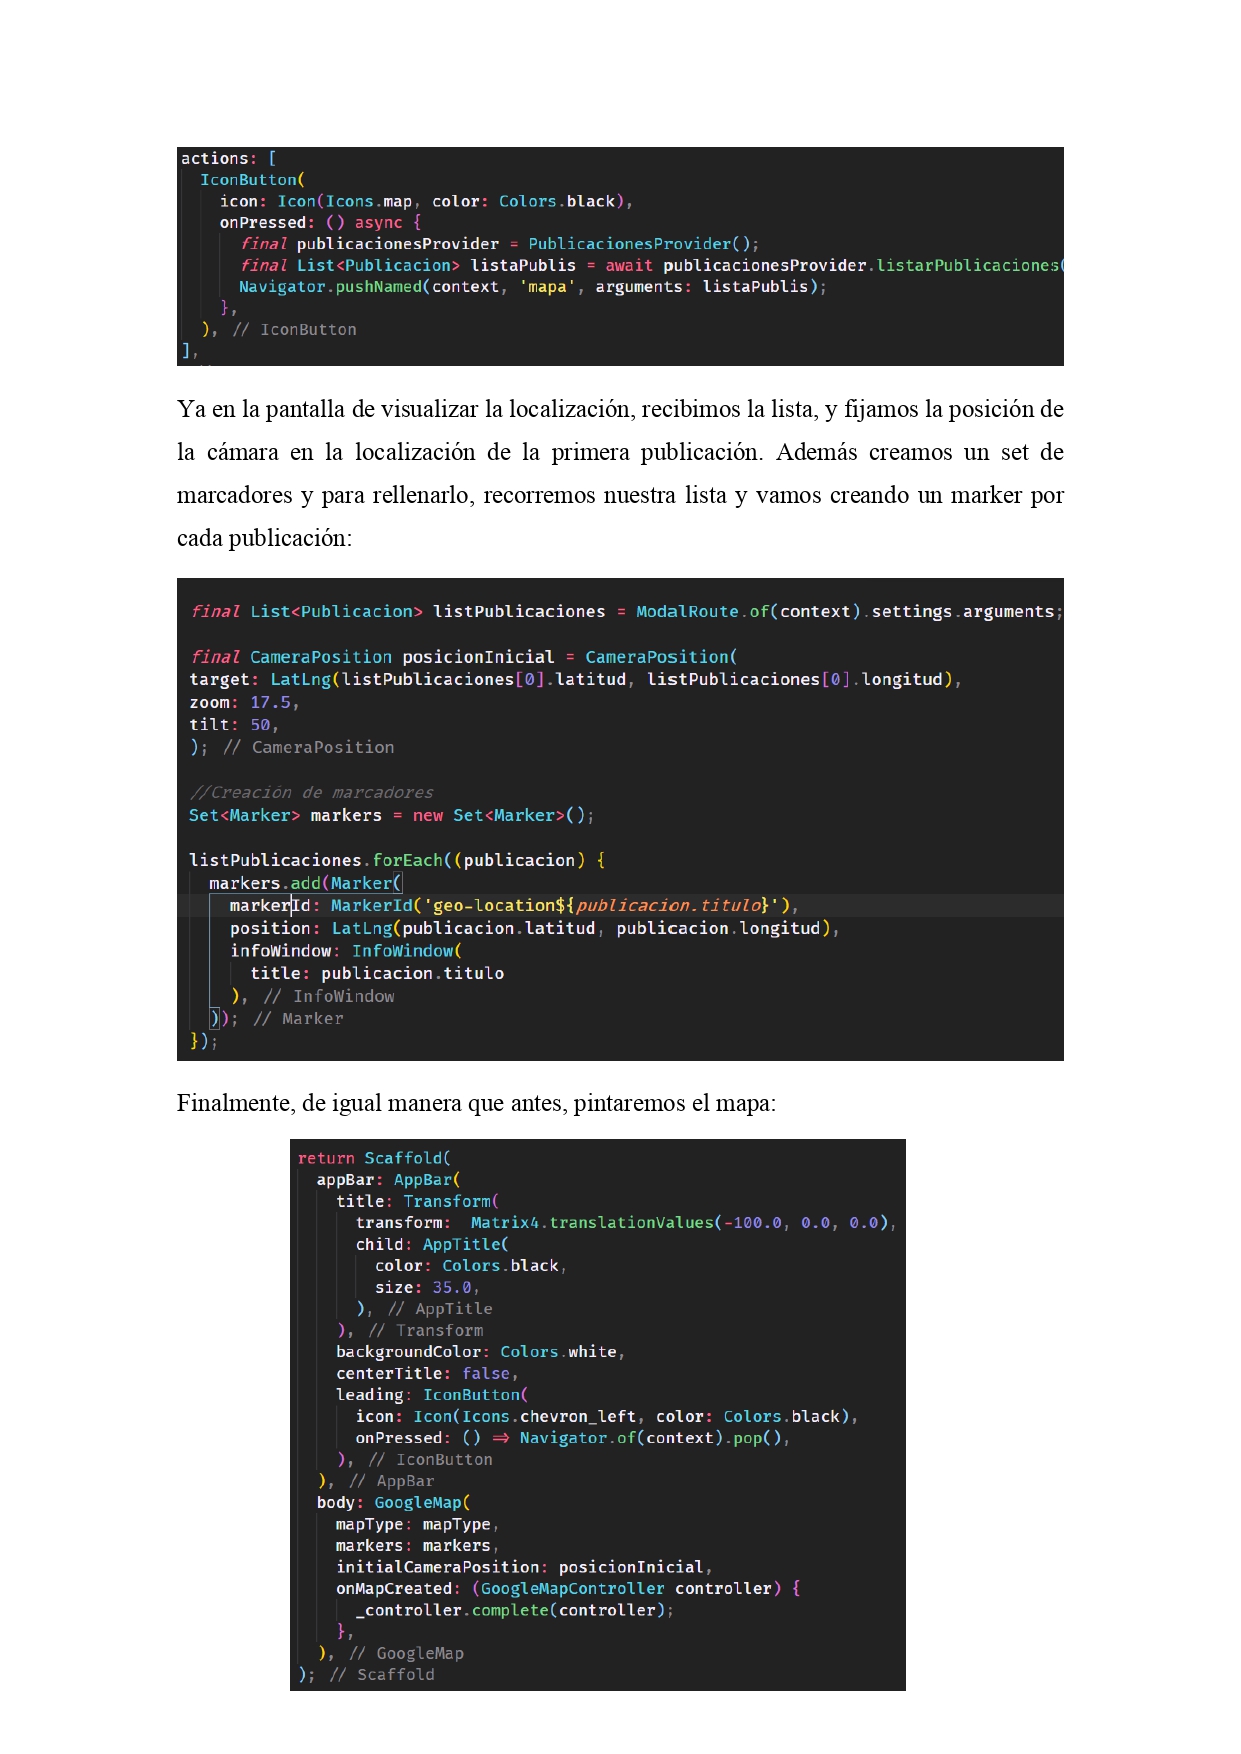 actions: [
IconButton(
icon: Icon(Icons.map, color: Colors.black),
onPressed: () async {
final publicacionesProvider = PublicacionesProvider();
final List<Publicacion> listaPublis = await publicacionesProvider.listarPublicaciones(
Navigator.pushNamed(context, 'mapa', arguments: listaPublis);
},
), // IconButton
],
Ya en la pantalla de visualizar la localización, recibimos la lista, y fijamos la posición de
la cámara en la localización de la primera publicación. Además creamos un set de
marcadores y para rellenarlo, recorremos nuestra lista y vamos creando un marker por
cada publicación:
final List<Publicacion> listPublicaciones = ModalRoute.of(context).settings.arguments;
final CameraPosition posicionInicial = CameraPosition(
target: LatLng(listPublicaciones[0].latitud, listPublicaciones[0].longitud),
zoom: 17.5,
tilt: 50,
); // CameraPosition
//Creación de marcadores
Set<Marker> markers = new Set<Marker>();
listPublicaciones.forEach((publicacion) {
markers.add(Marker(
markerId: MarkerId('geo-location${publicacion.titulo}'),
position: LatLng(publicacion.latitud, publicacion.longitud),
infoWindow: InfoWindow(
title: publicacion.titulo
), // InfoWindow
)); // Marker
});
Finalmente, de igual manera que antes, pintaremos el mapa:
return Scaffold(
appBar: AppBar(
title: Transform(
transform:  Matrix4.translationValues(-100.0, 0.0, 0.0),
child: AppTitle(
color: Colors.black,
size: 35.0,
), // AppTitle
), // Transform
backgroundColor: Colors.white,
centerTitle: false,
leading: IconButton(
icon: Icon(Icons.chevron_left, color: Colors.black),
onPressed: () => Navigator.of(context).pop(),
), // IconButton
), // AppBar
body: GoogleMap(
mapType: mapType,
markers: markers,
initialCameraPosition: posicionInicial,
onMapCreated: (GoogleMapController controller) {
_controller.complete(controller);
},
), // GoogleMap
); // Scaffold